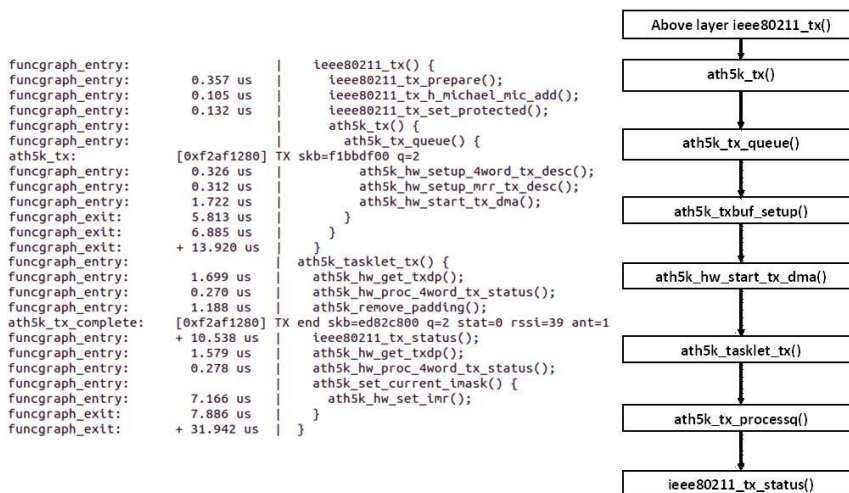 funcgraph_entry: | ieee80211_tx() {
funcgraph_entry: 0.357 us | ieee80211_tx_prepare();
funcgraph_entry: 0.105 us | ieee80211_tx_h_michael_mic_add();
funcgraph_entry: 0.132 us | ieee80211_tx_set_protected();
funcgraph_entry: | ath5k_tx() {
funcgraph_entry: | ath5k_tx_queue() {
ath5k_tx: [0xf2af1280] TX skb=f1bbdf00 q=2
funcgraph_entry: 0.326 us | ath5k_hw_setup_4word_tx_desc();
funcgraph_entry: 0.312 us | ath5k_hw_setup_mrr_tx_desc();
funcgraph_entry: 1.722 us | ath5k_hw_start_tx_dma();
funcgraph_exit: 5.813 us | }
funcgraph_exit: 6.885 us | }
funcgraph_exit: + 13.920 us | }
funcgraph_entry: | ath5k_tasklet_tx() {
funcgraph_entry: 1.699 us | ath5k_hw_get_txdp();
funcgraph_entry: 0.270 us | ath5k_hw_proc_4word_tx_status();
funcgraph_entry: 1.188 us | ath5k_remove_padding();
ath5k_tx_complete: [0xf2af1280] TX end skb=ed82c800 q=2 stat=0 rssi=39 ant=1
funcgraph_entry: + 10.538 us | ieee80211_tx_status();
funcgraph_entry: 1.579 us | ath5k_hw_get_txdp();
funcgraph_entry: 0.278 us | ath5k_hw_proc_4word_tx_status();
funcgraph_entry: | ath5k_set_current_imask() {
funcgraph_entry: 7.166 us | ath5k_hw_set_imr();
funcgraph_exit: 7.886 us | }
funcgraph_exit: + 31.942 us | }
Above layer ieee80211_tx()
ath5k_tx()
ath5k_tx_queue()
ath5k_txbuf_setup()
ath5k_hw_start_tx_dma()
ath5k_tasklet_tx()
ath5k_tx_processq()
ieee80211_tx_status()